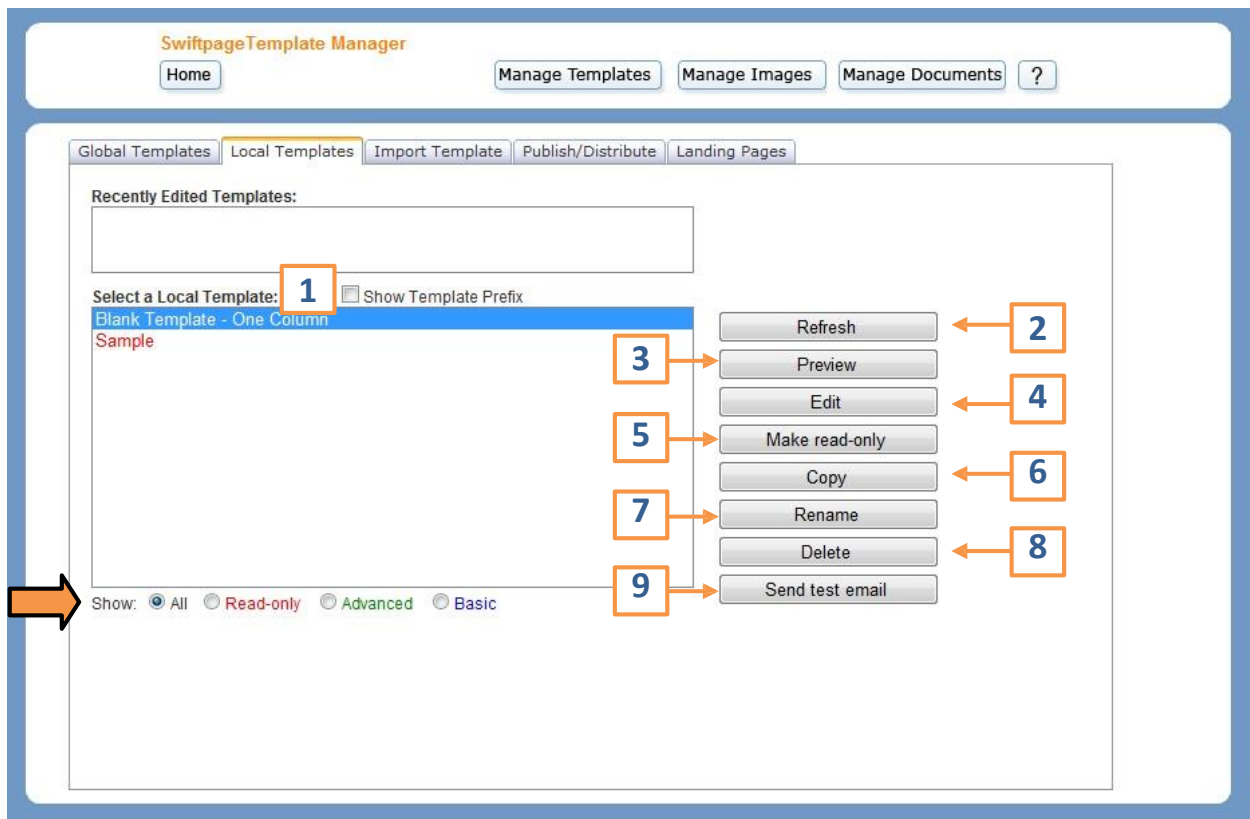 SwiftpageTemplate Manager
Home Manage Templates Manage Images Manage Documents ?
Global Templates Local Templates Import Template Publish/Distribute Landing Pages
Recently Edited Templates:
Select a Local Template: 1 Show Template Prefix
Blank Template - One Column
Sample
Refresh 2
3 Preview
Edit 4
5 Make read-only
Copy 6
7 Rename
Delete 8
9 Send test email
Show: All Read-only Advanced Basic